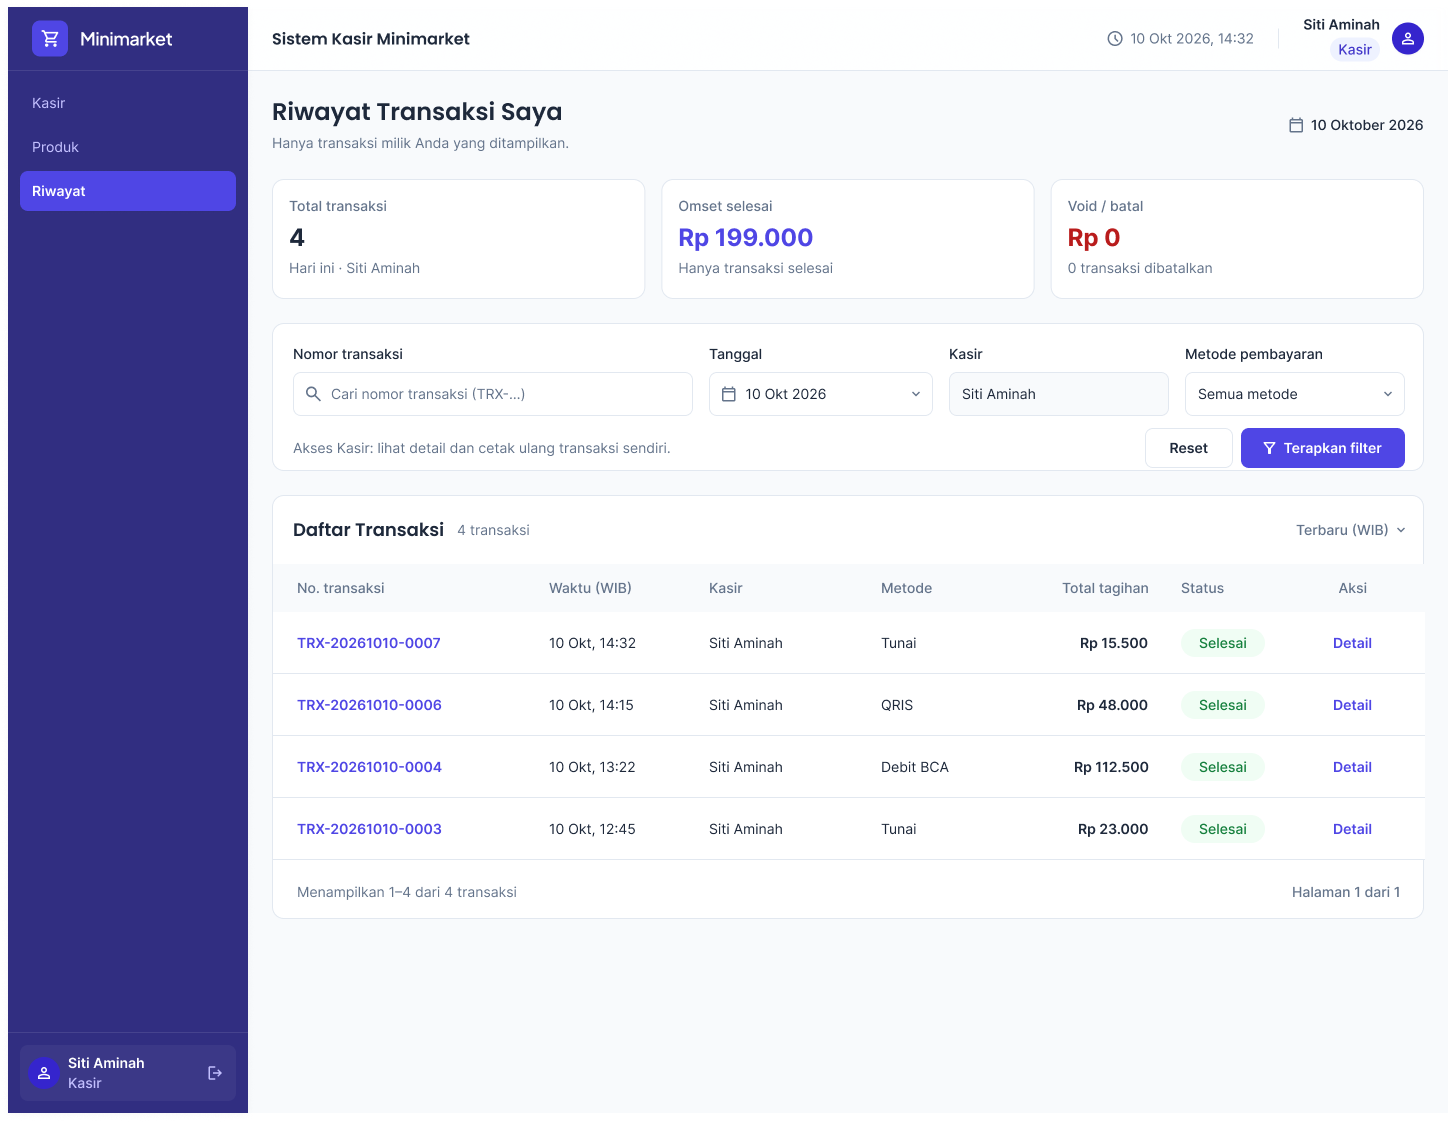 Minimarket
Kasir
Produk
Riwayat
Siti Aminah
Kasir
Sistem Kasir Minimarket
10 Okt 2026, 14:32
Siti Aminah
Kasir
Riwayat Transaksi Saya
Hanya transaksi milik Anda yang ditampilkan.
10 Oktober 2026
Total transaksi
4
Hari ini · Siti Aminah
Omset selesai
Rp 199.000
Hanya transaksi selesai
Void / batal
Rp 0
0 transaksi dibatalkan
Nomor transaksi
Cari nomor transaksi (TRX-...)
Tanggal
10 Okt 2026
Kasir
Siti Aminah
Metode pembayaran
Semua metode
Akses Kasir: lihat detail dan cetak ulang transaksi sendiri.
Reset
Terapkan filter
Daftar Transaksi 4 transaksi
Terbaru (WIB)
No. transaksi Waktu (WIB) Kasir Metode Total tagihan Status Aksi
TRX-20261010-0007 10 Okt, 14:32 Siti Aminah Tunai Rp 15.500 Selesai Detail
TRX-20261010-0006 10 Okt, 14:15 Siti Aminah QRIS Rp 48.000 Selesai Detail
TRX-20261010-0004 10 Okt, 13:22 Siti Aminah Debit BCA Rp 112.500 Selesai Detail
TRX-20261010-0003 10 Okt, 12:45 Siti Aminah Tunai Rp 23.000 Selesai Detail
Menampilkan 1–4 dari 4 transaksi
Halaman 1 dari 1